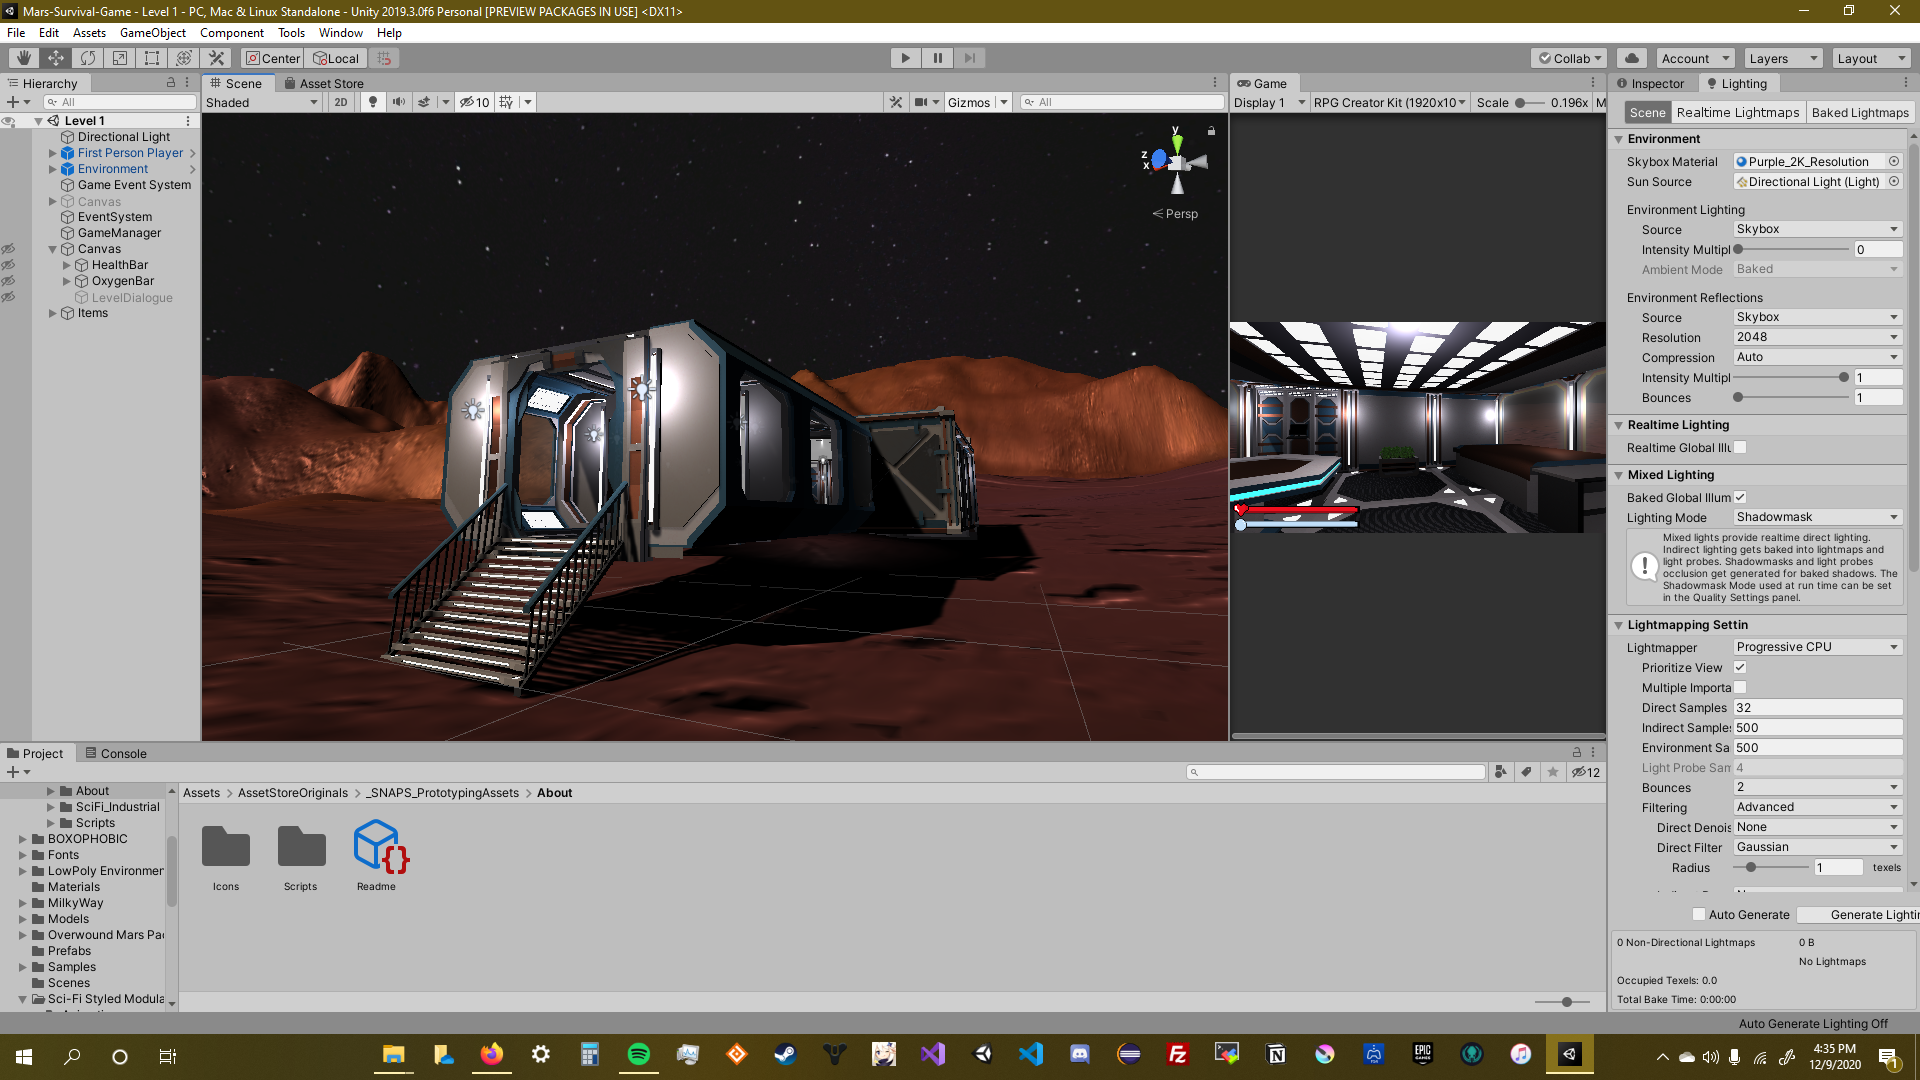 Mars-Survival-Game - Level 1 - PC, Mac & Linux Standalone - Unity 2019.3.0f6 Personal [PREVIEW PACKAGES IN USE] <DX11>
File Edit Assets GameObject Component Tools Window Help
Center Local Collab Account Layers Layout
Hierarchy
All
Level 1
Directional Light
First Person Player
Environment
Game Event System
Canvas
EventSystem
GameManager
Canvas
HealthBar
OxygenBar
LevelDialogue
Items
Scene Asset Store
Shaded 2D 10 Gizmos All
y
z
x
Persp
Game
Display 1 RPG Creator Kit (1920x10 Scale 0.196x M
Inspector Lighting
Scene Realtime Lightmaps Baked Lightmaps
Environment
Skybox Material Purple_2K_Resolution
Sun Source Directional Light (Light)
Environment Lighting
Source Skybox
Intensity Multipl 0
Ambient Mode Baked
Environment Reflections
Source Skybox
Resolution 2048
Compression Auto
Intensity Multipl 1
Bounces 1
Realtime Lighting
Realtime Global Illu
Mixed Lighting
Baked Global Illum
Lighting Mode Shadowmask
Mixed lights provide realtime direct lighting.
Indirect lighting gets baked into lightmaps and
light probes. Shadowmasks and light probes
occlusion get generated for baked shadows. The
Shadowmask Mode used at run time can be set
in the Quality Settings panel.
Lightmapping Settin
Lightmapper Progressive CPU
Prioritize View
Multiple Importa
Direct Samples 32
Indirect Samples 500
Environment Sa 500
Light Probe Sam 4
Bounces 2
Filtering Advanced
Direct Denois None
Direct Filter Gaussian
Radius 1 texels
Auto Generate Generate Lightin
0 Non-Directional Lightmaps 0 B
No Lightmaps
Occupied Texels: 0.0
Total Bake Time: 0:00:00
Auto Generate Lighting Off
Project Console
12
About
SciFi_Industrial
Scripts
BOXOPHOBIC
Fonts
LowPoly Environmen
Materials
MilkyWay
Models
Overwound Mars Pac
Prefabs
Samples
Scenes
Sci-Fi Styled Modula
Assets > AssetStoreOriginals > _SNAPS_PrototypingAssets > About
Icons Scripts Readme
EPIC
GAMES
4:35 PM
12/9/2020
1